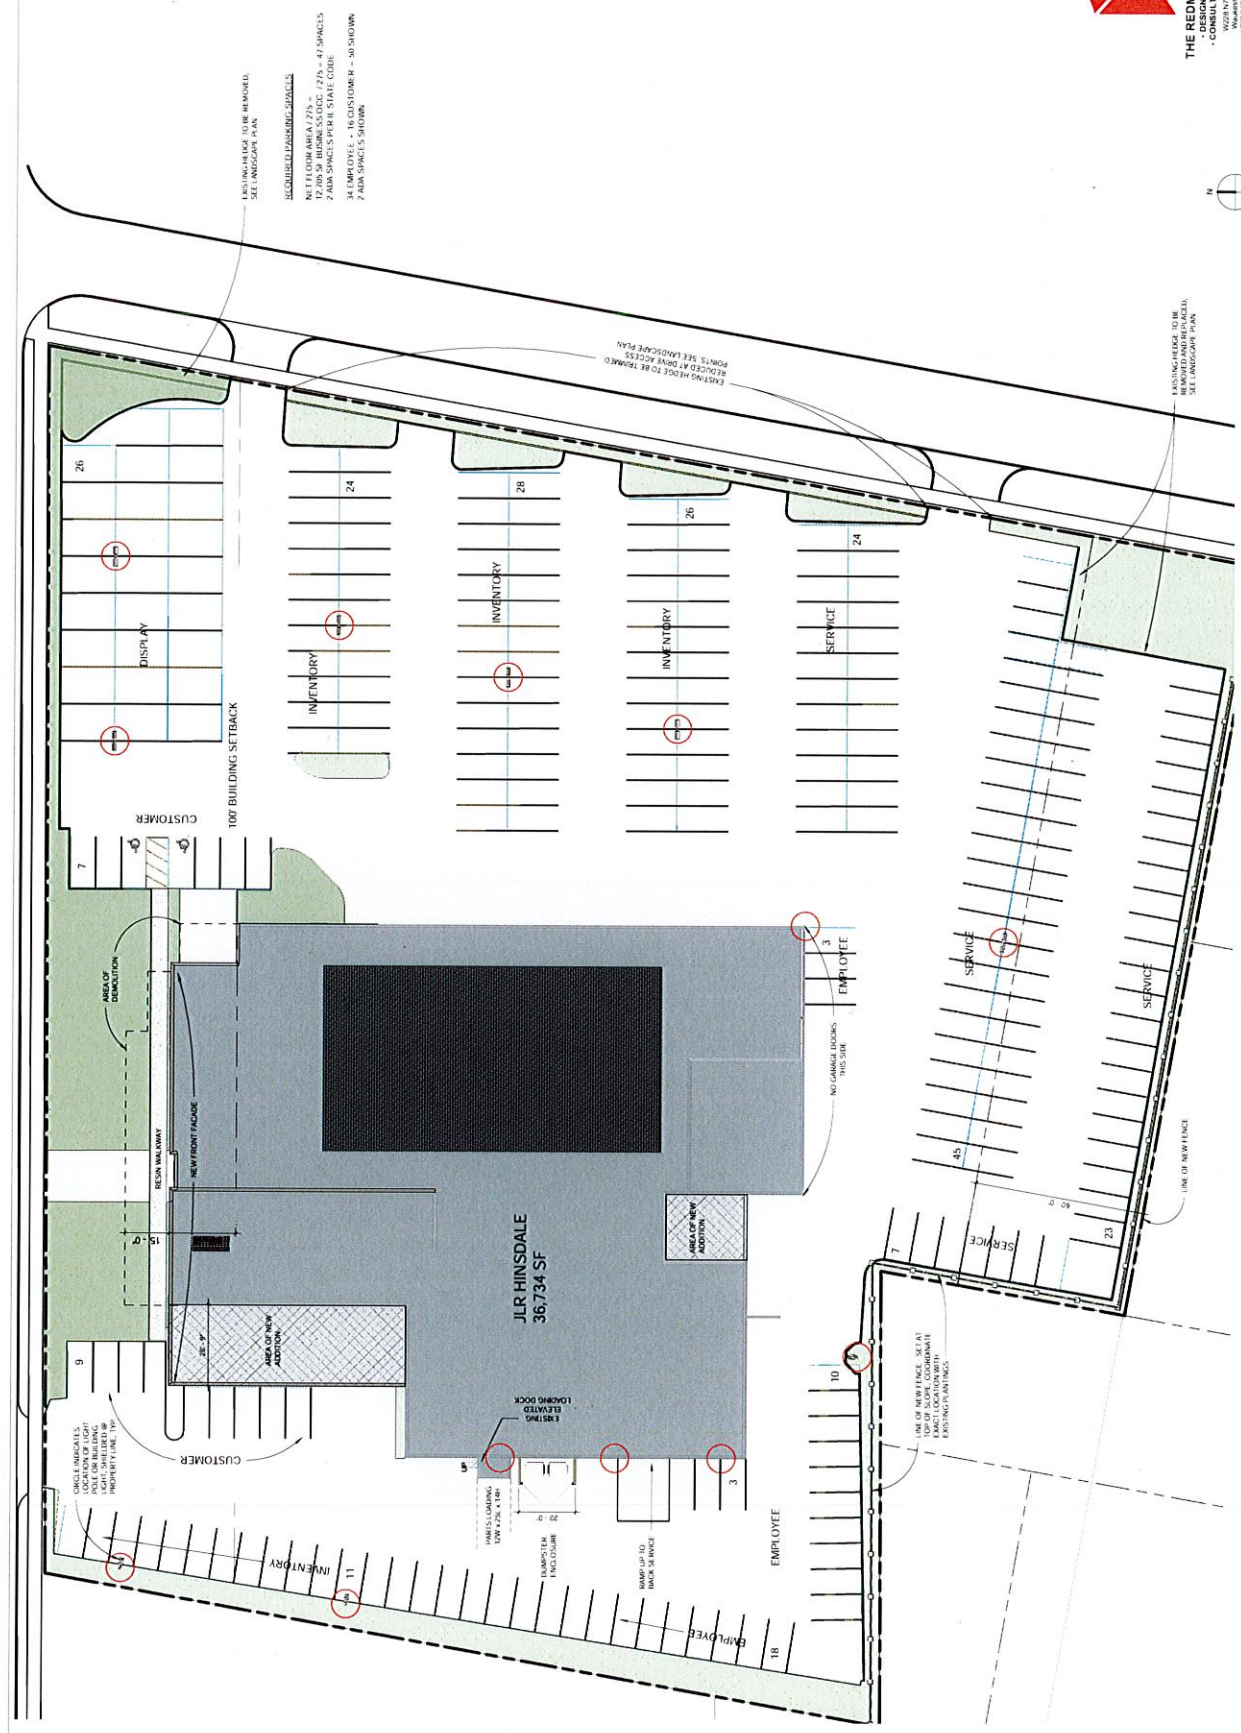 THE REDM
- DESIGN
- CONSULT
W228 N7
N
EXISTING HEDGE TO BE REMOVED,
SEE LANDSCAPE PLAN
REQUIRED PARKING SPACES
NET FLOOR AREA / 275 =
12,705 SF BUSINESS OCC. / 275 = 47 SPACES
2 ADA SPACES PER IL STATE CODE
34 EMPLOYEE + 16 CUSTOMER = 50 SHOWN
2 ADA SPACES SHOWN
EXISTING HEDGE TO BE TRIMMED,
REDUCED AT DRIVE ACCESS
POINTS, SEE LANDSCAPE PLAN
EXISTING HEDGE TO BE
REMOVED AND REPLACED,
SEE LANDSCAPE PLAN
26
DISPLAY
24
INVENTORY
28
INVENTORY
26
INVENTORY
24
SERVICE
100' BUILDING SETBACK
CUSTOMER
7
AREA OF
DEMOLITION
RESIN WALKWAY
NEW FRONT FACADE
15' - 0"
28' - 9"
AREA OF NEW
ADDITION
JLR HINSDALE
36,734 SF
AREA OF NEW
ADDITION
3
EMPLOYEE
NO GARAGE DOORS
THIS SIDE
SERVICE
45
SERVICE
23
SERVICE
7
60' - 0"
LINE OF NEW FENCE
LINE OF NEW FENCE. SET AT
TOP OF SLOPE, COORDINATE
EXACT LOCATION WITH
EXISTING PLANTINGS
9
CUSTOMER
CIRCLE INDICATES
LOCATION OF LIGHT
POLE OR BUILDING
LIGHT, SHIELDED @
PROPERTY LINE, TYP
EXISTING
ELEVATED
LOADING DOCK
UP
PARTS LOADING
12W x 25L x 14H
20' - 0"
DUMPSTER
ENCLOSURE
RAMP UP TO
BACK SERVICE
3
10
EMPLOYEE
INVENTORY
11
EMPLOYEE
18